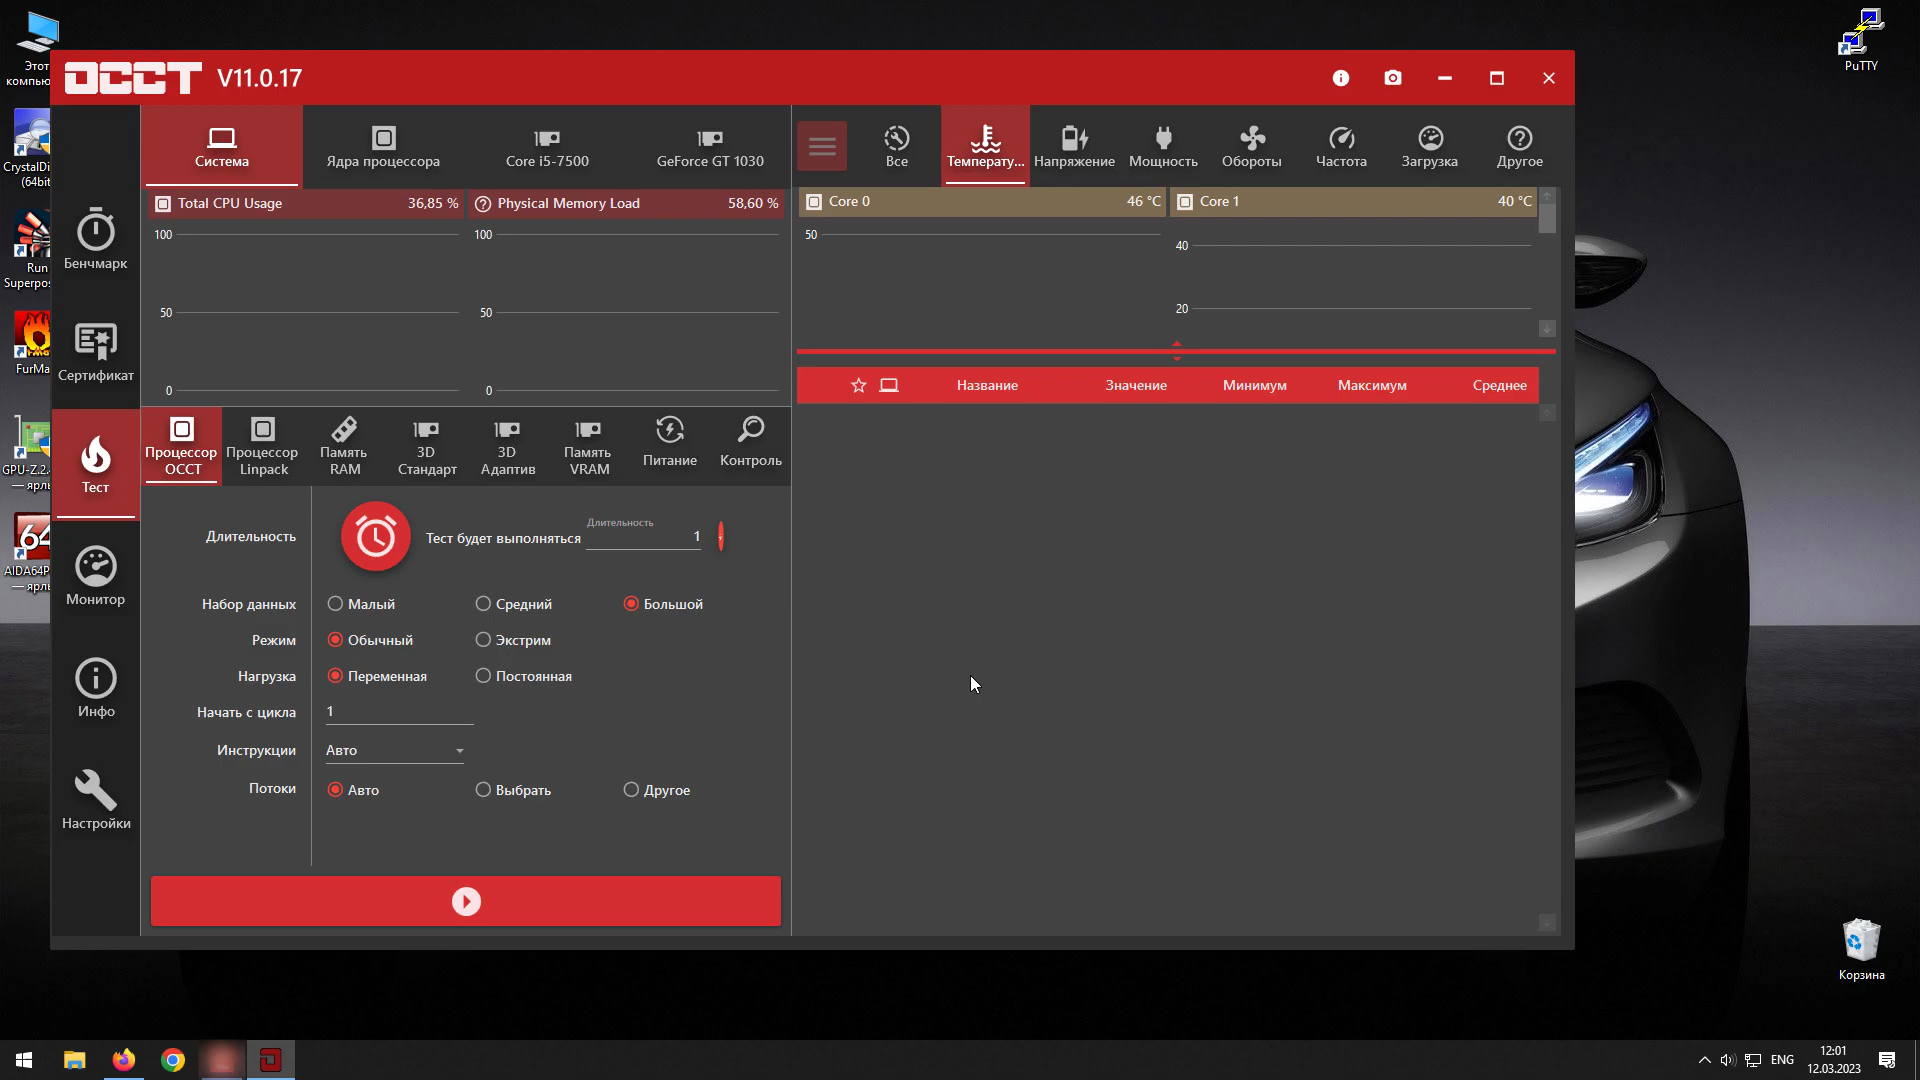 Этот
компью
CrystalDi
(64bit
Run
Superpos
FurMa
GPU-Z.2.
— ярлы
64
AIDA64P
— ярлы
PuTTY
Корзина
OCCT V11.0.17
Бенчмарк
Сертификат
Тест
Монитор
Инфо
Настройки
Система
Ядра процессора
Core i5-7500
GeForce GT 1030
Total CPU Usage 36,85 %
100
50
0
Physical Memory Load 58,60 %
100
50
0
Процессор
OCCT
Процессор
Linpack
Память
RAM
3D
Стандарт
3D
Адаптив
Память
VRAM
Питание
Контроль
Длительность
Тест будет выполняться
Длительность
1
Набор данных Малый Средний Большой
Режим Обычный Экстрим
Нагрузка Переменная Постоянная
Начать с цикла 1
Инструкции Авто
Потоки Авто Выбрать Другое
Все
Температу...
Напряжение
Мощность
Обороты
Частота
Загрузка
Другое
Core 0 46 °C
50
Core 1 40 °C
40
20
Название Значение Минимум Максимум Среднее
ENG
12:01
12.03.2023